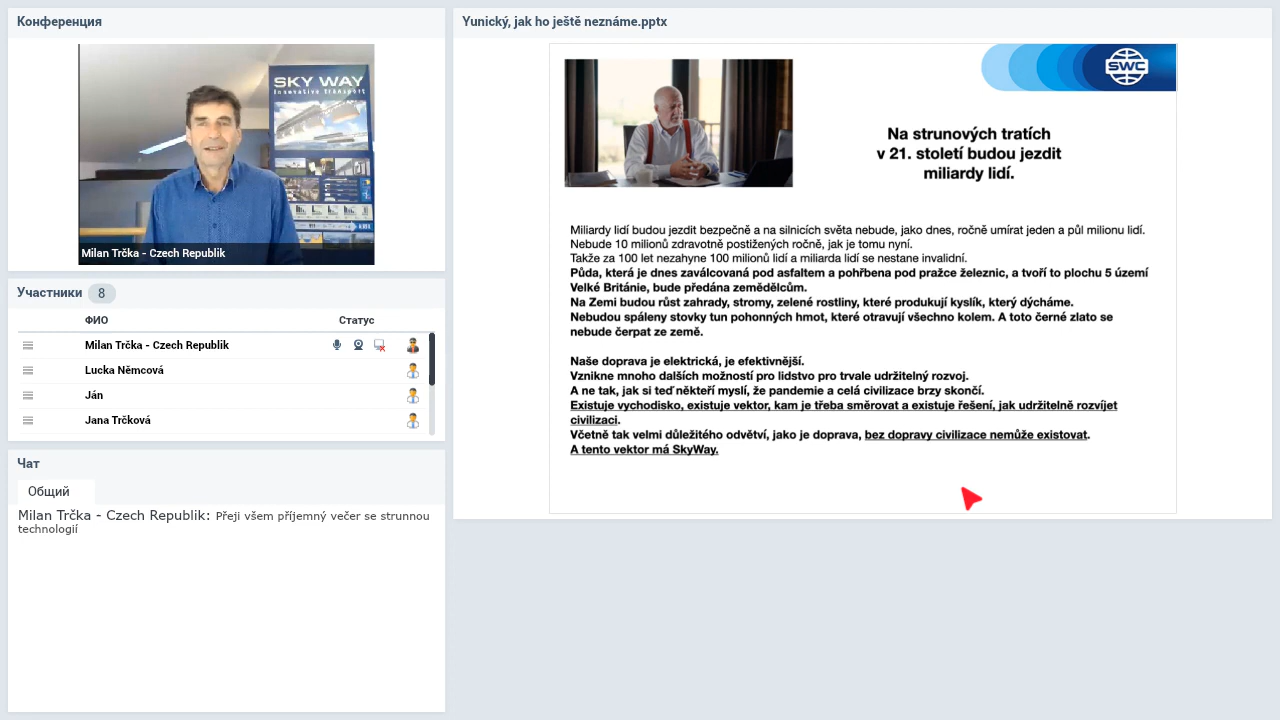 Конференция
SKY WAY
Innovative transport
Milan Trčka - Czech Republik
Участники 8
ФИО Статус
Milan Trčka - Czech Republik
Lucka Němcová
Ján
Jana Trčková
Чат
Общий
Milan Trčka - Czech Republik: Přeji všem příjemný večer se strunnou
technologií
Yunický, jak ho ještě neznáme.pptx
SWC
Na strunových tratích
v 21. století budou jezdit
miliardy lidí.
Miliardy lidí budou jezdit bezpečně a na silnicích světa nebude, jako dnes, ročně umírat jeden a půl milionu lidí.
Nebude 10 milionů zdravotně postižených ročně, jak je tomu nyní.
Takže za 100 let nezahyne 100 milionů lidí a miliarda lidí se nestane invalidní.
Půda, která je dnes zaválcovaná pod asfaltem a pohřbena pod pražce železnic, a tvoří to plochu 5 území
Velké Británie, bude předána zemědělcům.
Na Zemi budou růst zahrady, stromy, zelené rostliny, které produkují kyslík, který dýcháme.
Nebudou spáleny stovky tun pohonných hmot, které otravují všechno kolem. A toto černé zlato se
nebude čerpat ze země.
Naše doprava je elektrická, je efektivnější.
Vznikne mnoho dalších možností pro lidstvo pro trvale udržitelný rozvoj.
A ne tak, jak si teď někteří myslí, že pandemie a celá civilizace brzy skončí.
Existuje vychodisko, existuje vektor, kam je třeba směrovat a existuje řešení, jak udržitelně rozvíjet
civilizaci.
Včetně tak velmi důležitého odvětví, jako je doprava, bez dopravy civilizace nemůže existovat.
A tento vektor má SkyWay.